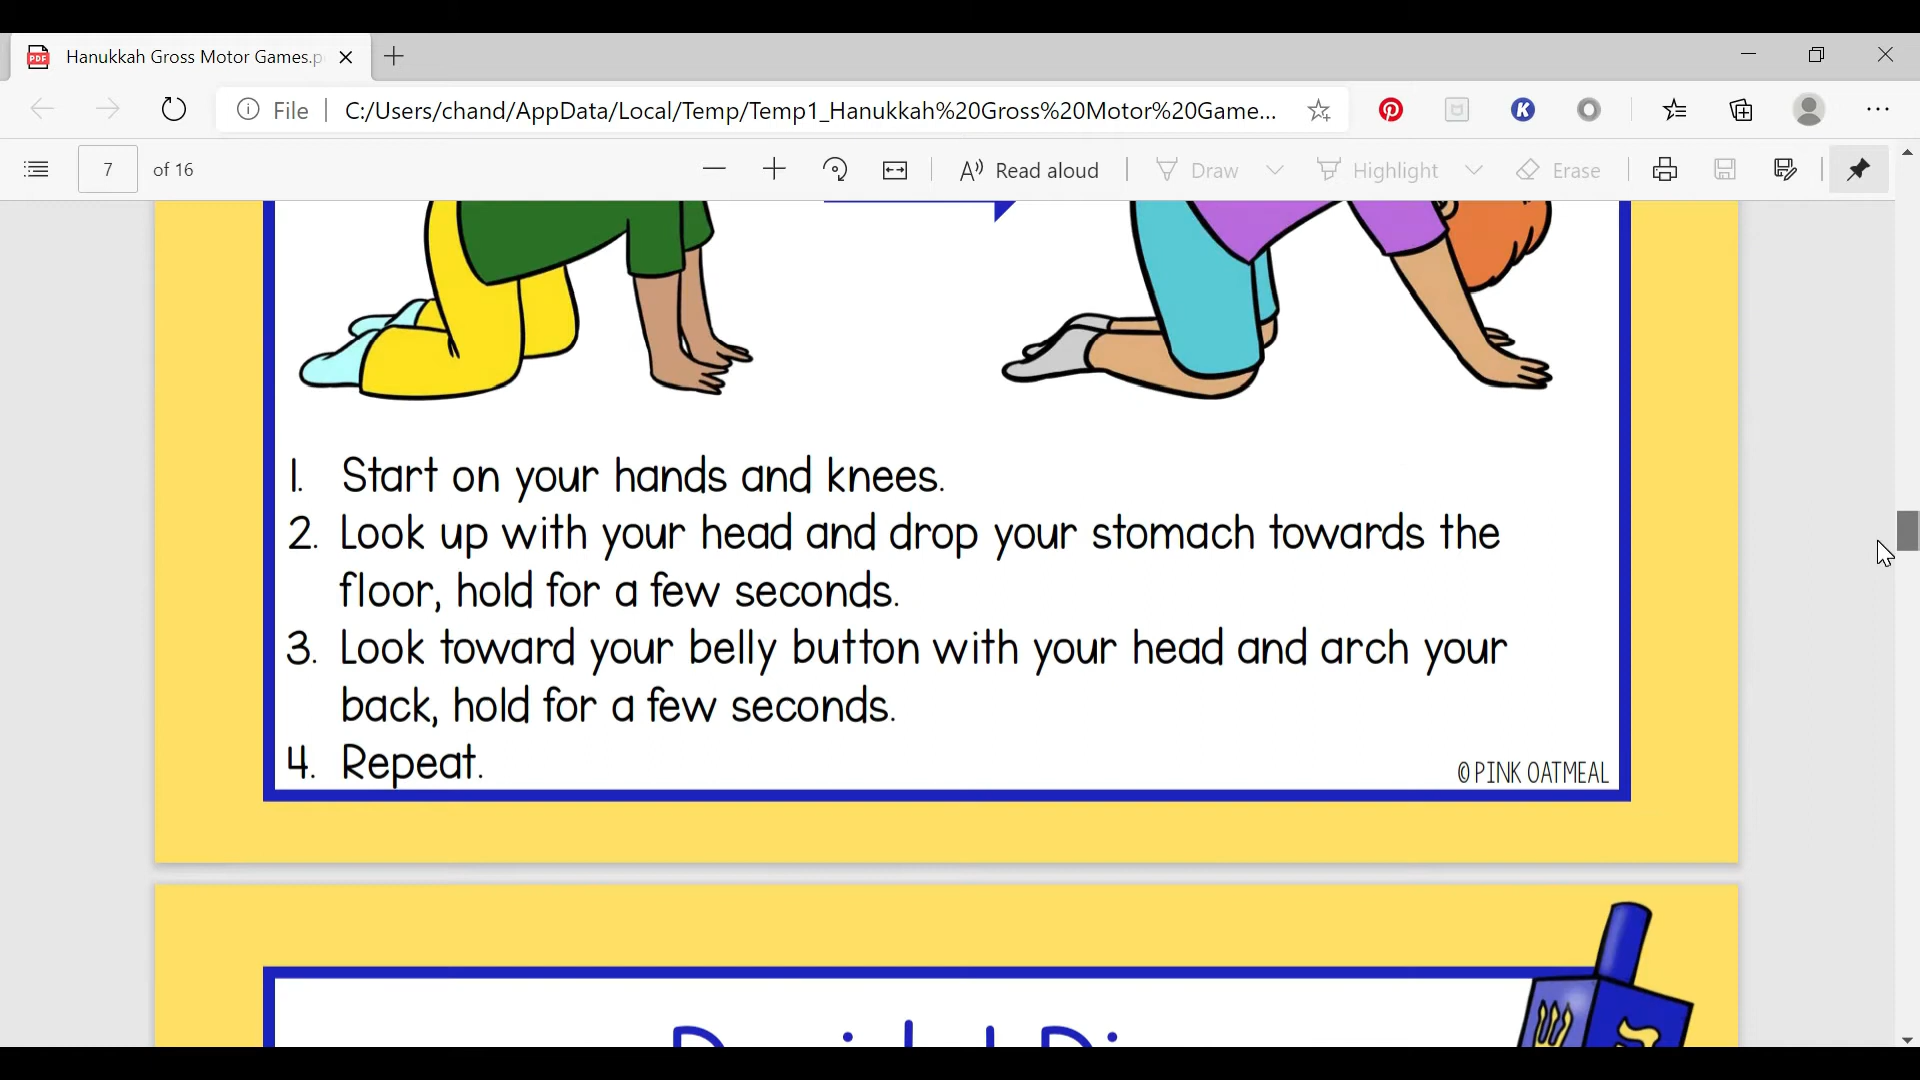 Hanukkah Gross Motor Games.p
File
C:/Users/chand/AppData/Local/Temp/Temp1_Hanukkah%20Gross%20Motor%20Game...
7 of 16
Read aloud
Draw
Highlight
Erase
1. Start on your hands and knees.
2. Look up with your head and drop your stomach towards the
floor, hold for a few seconds.
3. Look toward your belly button with your head and arch your
back, hold for a few seconds.
4. Repeat.
© PINK OATMEAL